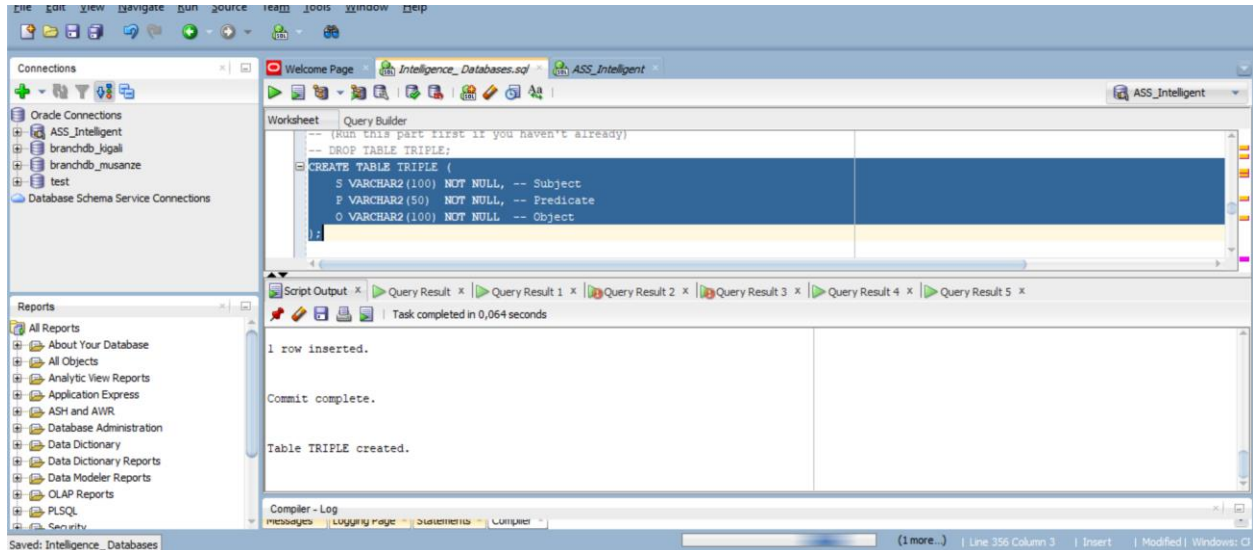 File Edit View Navigate Run Source Team Tools Window Help
Connections
Oracle Connections
ASS_Intelligent
branchdb_kigali
branchdb_musanze
test
Database Schema Service Connections
Reports
All Reports
About Your Database
All Objects
Analytic View Reports
Application Express
ASH and AWR
Database Administration
Data Dictionary
Data Dictionary Reports
Data Modeler Reports
OLAP Reports
PLSQL
Security
Welcome Page Intelligence_ Databases.sql ASS_Intelligent
ASS_Intelligent
Worksheet Query Builder
-- (Run this part first if you haven't already)
-- DROP TABLE TRIPLE;
CREATE TABLE TRIPLE (
S VARCHAR2(100) NOT NULL, -- Subject
P VARCHAR2(50) NOT NULL, -- Predicate
O VARCHAR2(100) NOT NULL -- Object
);
Script Output x Query Result x Query Result 1 x Query Result 2 x Query Result 3 x Query Result 4 x Query Result 5 x
Task completed in 0,064 seconds
1 row inserted.
Commit complete.
Table TRIPLE created.
Compiler - Log
Messages Logging Page Statements Compiler
Saved: Intelligence_ Databases (1 more...) Line 356 Column 3 Insert Modified Windows: Cl